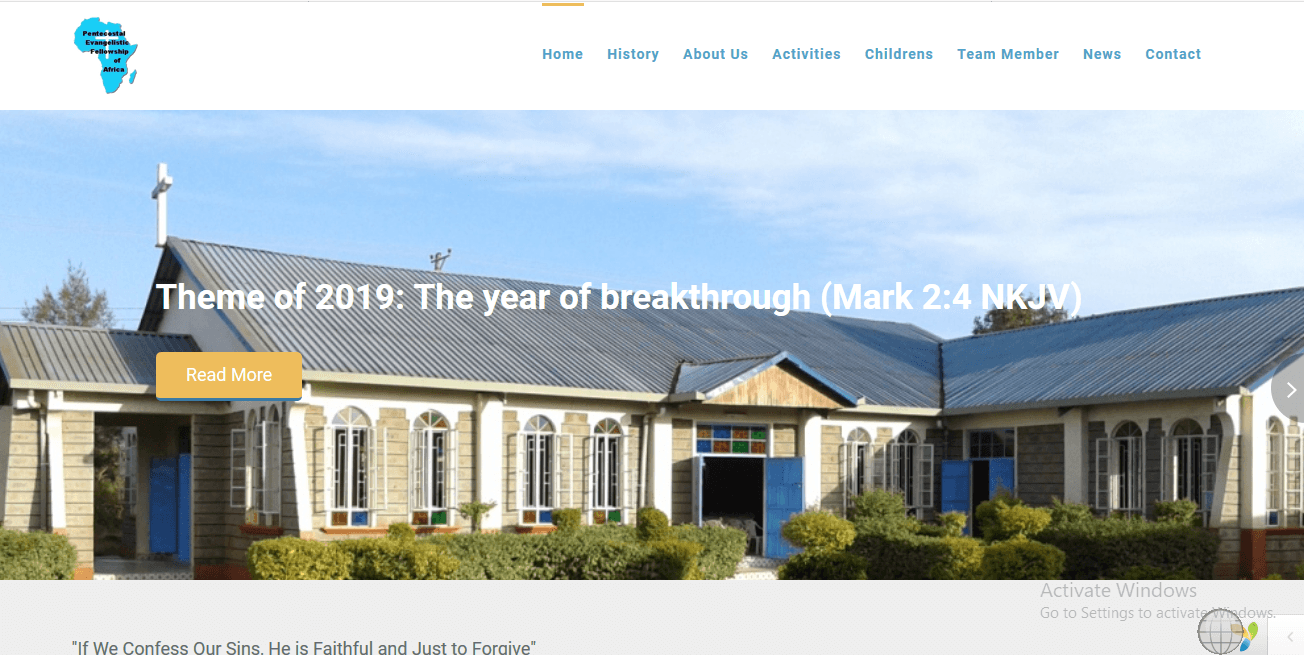 Pentecostal
Evangelistic
Fellowship
of
Africa
Home History About Us Activities Childrens Team Member News Contact
Theme of 2019: The year of breakthrough (Mark 2:4 NKJV)
Read More
Activate Windows
Go to Settings to activate Windows.
"If We Confess Our Sins, He is Faithful and Just to Forgive"